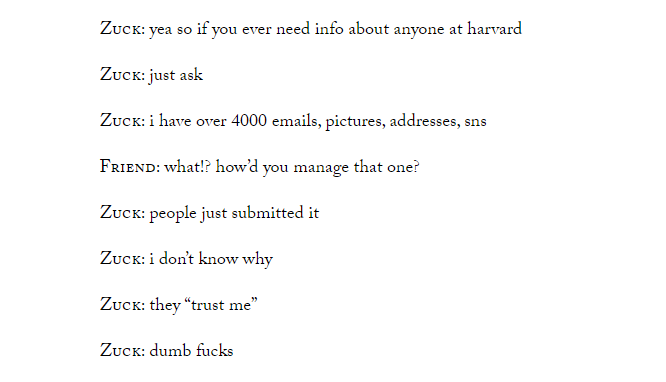 Zuck: yea so if you ever need info about anyone at harvard
Zuck: just ask
Zuck: i have over 4000 emails, pictures, addresses, sns
Friend: what!? how’d you manage that one?
Zuck: people just submitted it
Zuck: i don’t know why
Zuck: they “trust me”
Zuck: dumb fucks